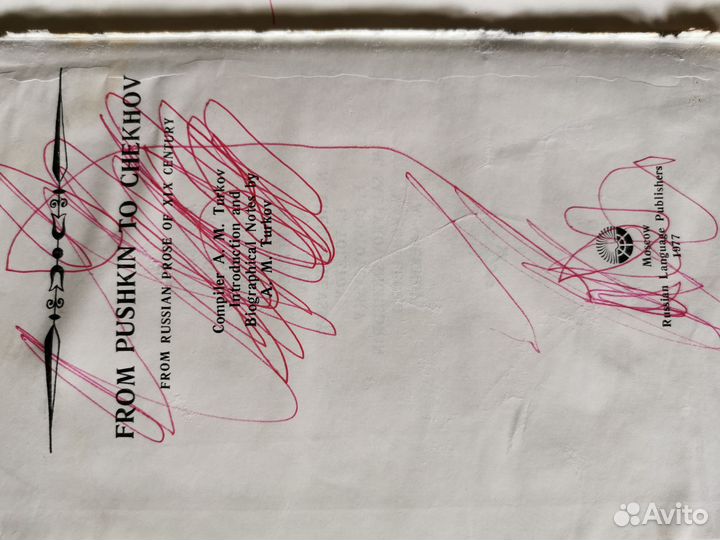 FROM PUSHKIN TO CHEKHOV
FROM RUSSIAN PROSE OF XIX CENTURY
Compiler A. M. Turkov
Introduction and
Biographical Notes by
A. M. Turkov
Moscow
Russian Language Publishers
1977
Avito